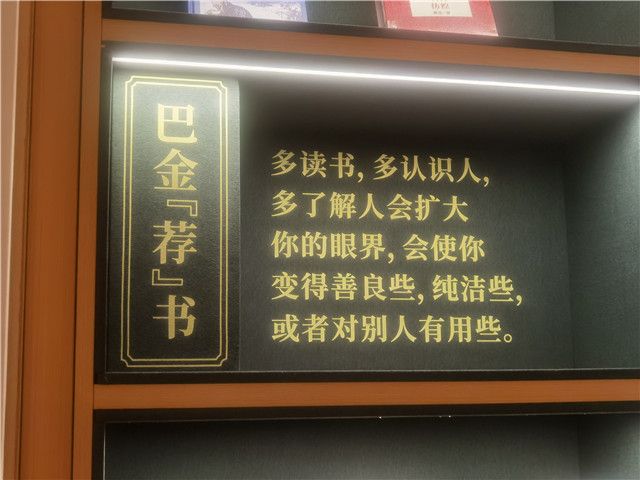 巴金『荐』书
多读书,多认识人,
多了解人会扩大
你的眼界,会使你
变得善良些,纯洁些,
或者对别人有用些。